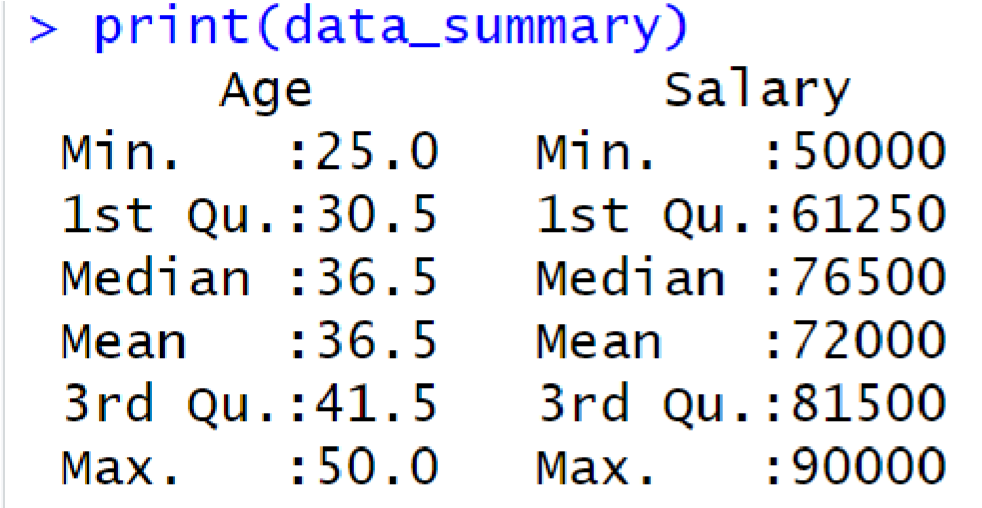 > print(data_summary)
Age Salary
Min. :25.0 Min. :50000
1st Qu.:30.5 1st Qu.:61250
Median :36.5 Median :76500
Mean :36.5 Mean :72000
3rd Qu.:41.5 3rd Qu.:81500
Max. :50.0 Max. :90000